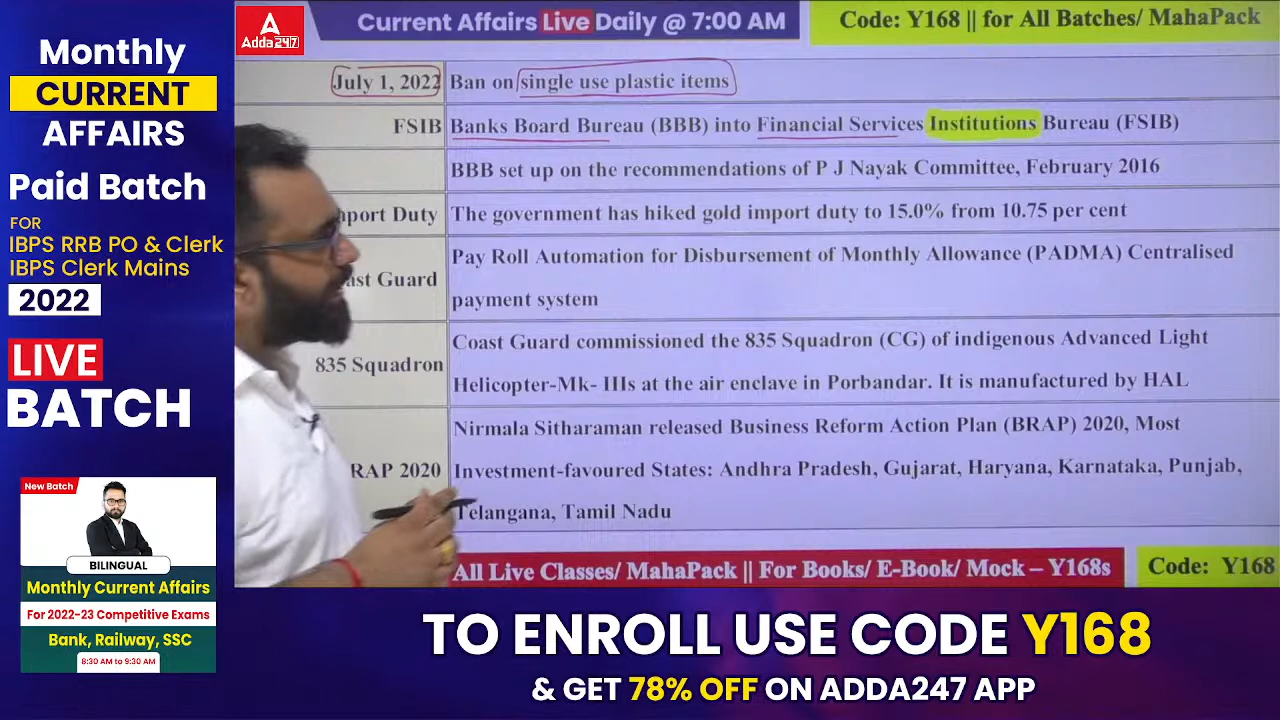 Monthly
CURRENT
AFFAIRS
Paid Batch
FOR
IBPS RRB PO & Clerk
IBPS Clerk Mains
2022
LIVE
BATCH
New Batch
BILINGUAL
Monthly Current Affairs
For 2022-23 Competitive Exams
Bank, Railway, SSC
8:30 AM to 9:30 AM
Adda247
Current Affairs Live Daily @ 7:00 AM
Code: Y168 || for All Batches/ MahaPack
July 1, 2022 Ban on single use plastic items
FSIB Banks Board Bureau (BBB) into Financial Services Institutions Bureau (FSIB)
BBB set up on the recommendations of P J Nayak Committee, February 2016
Duty The government has hiked gold import duty to 15.0% from 10.75 per cent
Pay Roll Automation for Disbursement of Monthly Allowance (PADMA) Centralised
Guard
payment system
Coast Guard commissioned the 835 Squadron (CG) of indigenous Advanced Light
835 Squadron
Helicopter-Mk- IIIs at the air enclave in Porbandar. It is manufactured by HAL
Nirmala Sitharaman released Business Reform Action Plan (BRAP) 2020, Most
RAP 2020 Investment-favoured States: Andhra Pradesh, Gujarat, Haryana, Karnataka, Punjab,
Telangana, Tamil Nadu
All Live Classes/ MahaPack || For Books/ E-Book/ Mock – Y168s
Code: Y168
TO ENROLL USE CODE Y168
& GET 78% OFF ON ADDA247 APP